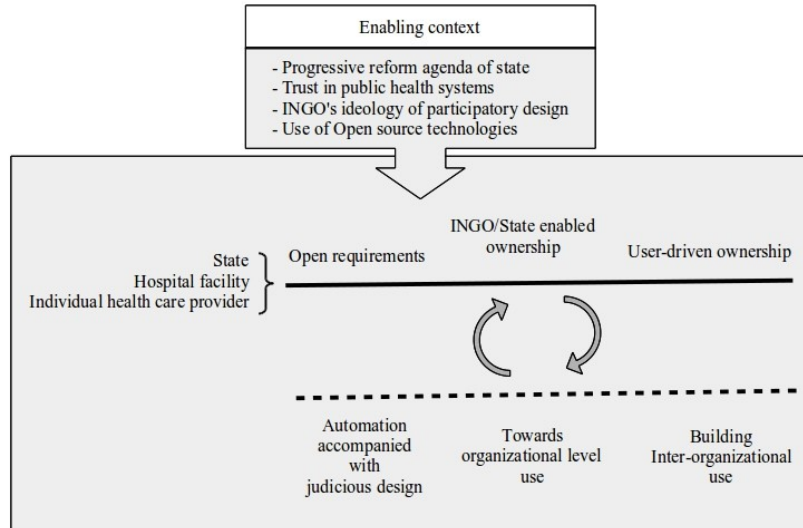 Enabling context
- Progressive reform agenda of state
- Trust in public health systems
- INGO's ideology of participatory design
- Use of Open source technologies
State
Hospital facility
Individual health care provider
Open requirements
INGO/State enabled
ownership
User-driven ownership
Automation
accompanied
with
judicious design
Towards
organizational level
use
Building
Inter-organizational
use